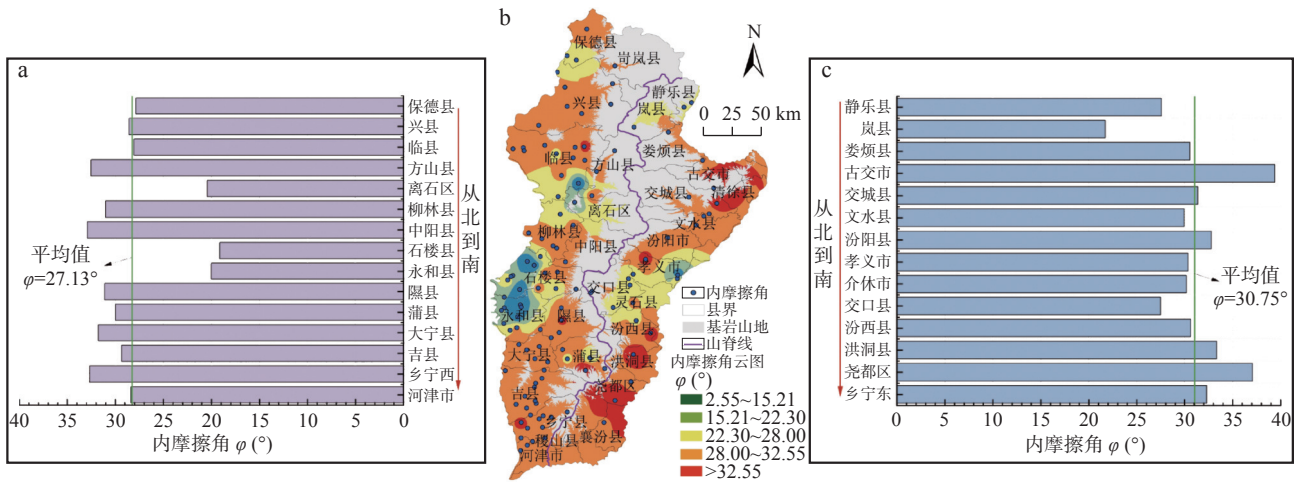 a
保德县
兴县
临县
方山县
离石区
柳林县
中阳县
石楼县
永和县
隰县
蒲县
大宁县
吉县
乡宁西
河津市
从北到南
平均值
φ=27.13°
40 30 20 10 0
内摩擦角 φ (°)
b
N
0 25 50 km
保德县
岢岚县
静乐县
兴县
岚县
娄烦县
临县
方山县
古交市
清徐县
交城县
离石区
文水县
柳林县
汾阳市
中阳县
孝义市
石楼县
交口县
灵石县
永和县
隰县
汾西县
大宁县
蒲县
洪洞县
尧都区
吉县
乡宁县
襄汾县
稷山县
河津市
内摩擦角
县界
基岩山地
山脊线
内摩擦角云图
φ (°)
2.55~15.21
15.21~22.30
22.30~28.00
28.00~32.55
>32.55
c
静乐县
岚县
娄烦县
古交市
交城县
文水县
汾阳县
孝义市
介休市
交口县
汾西县
洪洞县
尧都区
乡宁东
从北到南
平均值
φ=30.75°
0 5 10 15 20 25 30 35 40
内摩擦角 φ (°)